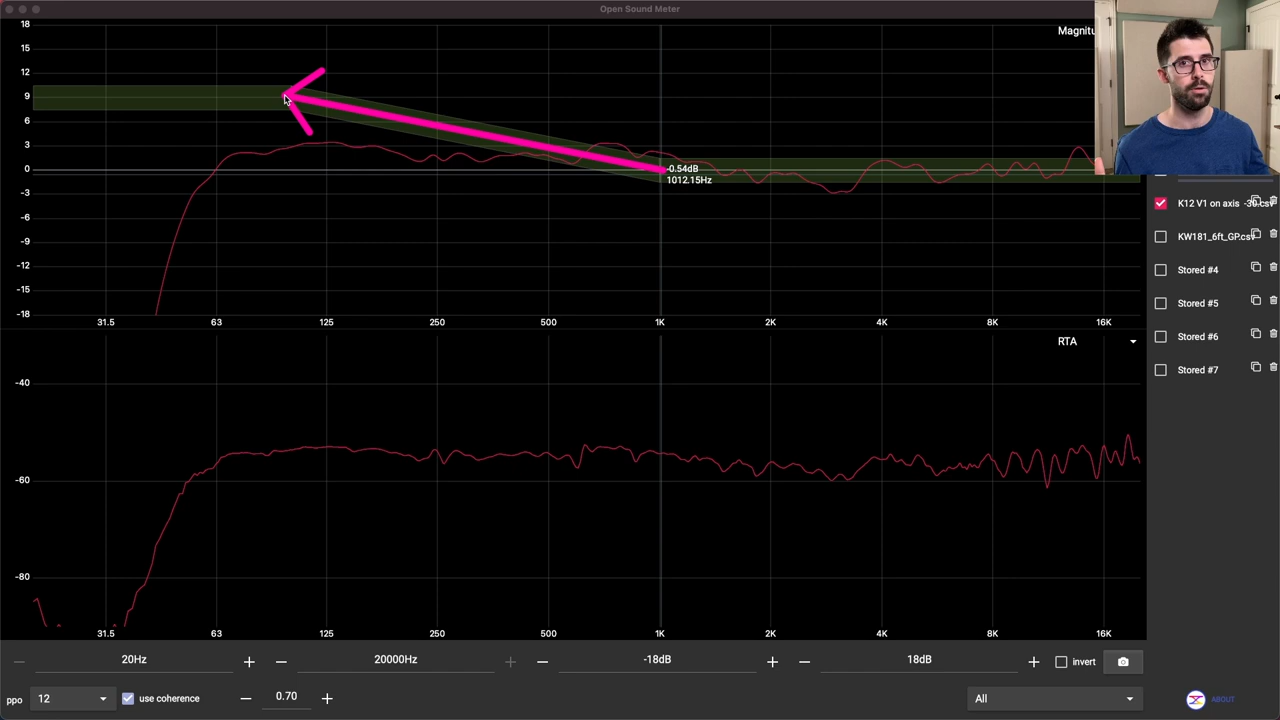 Open Sound Meter
Magnitu
18
15
12
9
6
3
0
-3
-6
-9
-12
-15
-18
-0.54dB
1012.15Hz
31.5 63 125 250 500 1K 2K 4K 8K 16K
K12 V1 on axis
KW181_6ft_GP.csv
Stored #4
Stored #5
Stored #6
Stored #7
RTA
-40
-60
-80
31.5 63 125 250 500 1K 2K 4K 8K 16K
20Hz + − 20000Hz + − -18dB + − 18dB + invert
ppo 12 use coherence − 0.70 + All ABOUT